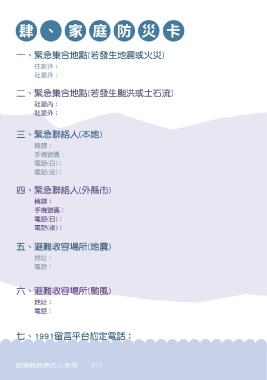 肆、家庭防災卡
一、緊急集合地點(若發生地震或火災)
住家外：
社區外：
二、緊急集合地點(若發生颱洪或土石流)
社區內：
社區外：
三、緊急聯絡人(本地)
稱謂：
手機號碼：
電話(日)：
電話(夜)：
四、緊急聯絡人(外縣市)
稱謂：
手機號碼：
電話(日)：
電話(夜)：
五、避難收容場所(地震)
地址：
電話：
六、避難收容場所(颱風)
地址：
電話：
七、1991留言平台約定電話：